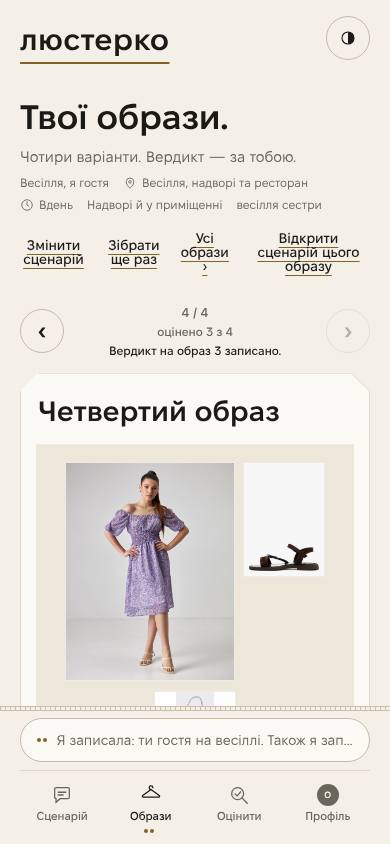 люстерко
Твої образи.
Чотири варіанти. Вердикт — за тобою.
Весілля, я гостя Весілля, надворі та ресторан
Вдень Надворі й у приміщенні весілля сестри
Змінити
сценарій
Зібрати
ще раз
Усі
образи
›
Відкрити
сценарій цього
образу
4 / 4
оцінено 3 з 4
Вердикт на образ 3 записано.
Четвертий образ
Я записала: ти гостя на весіллі. Також я зап...
Сценарій
Образи
Оцінити
О
Профіль